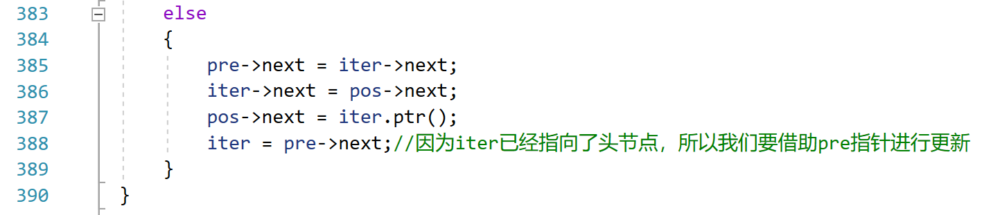 383 else
384 {
385 pre->next = iter->next;
386 iter->next = pos->next;
387 pos->next = iter.ptr();
388 iter = pre->next;//因为iter已经指向了头节点，所以我们要借助pre指针进行更新
389 }
390 }